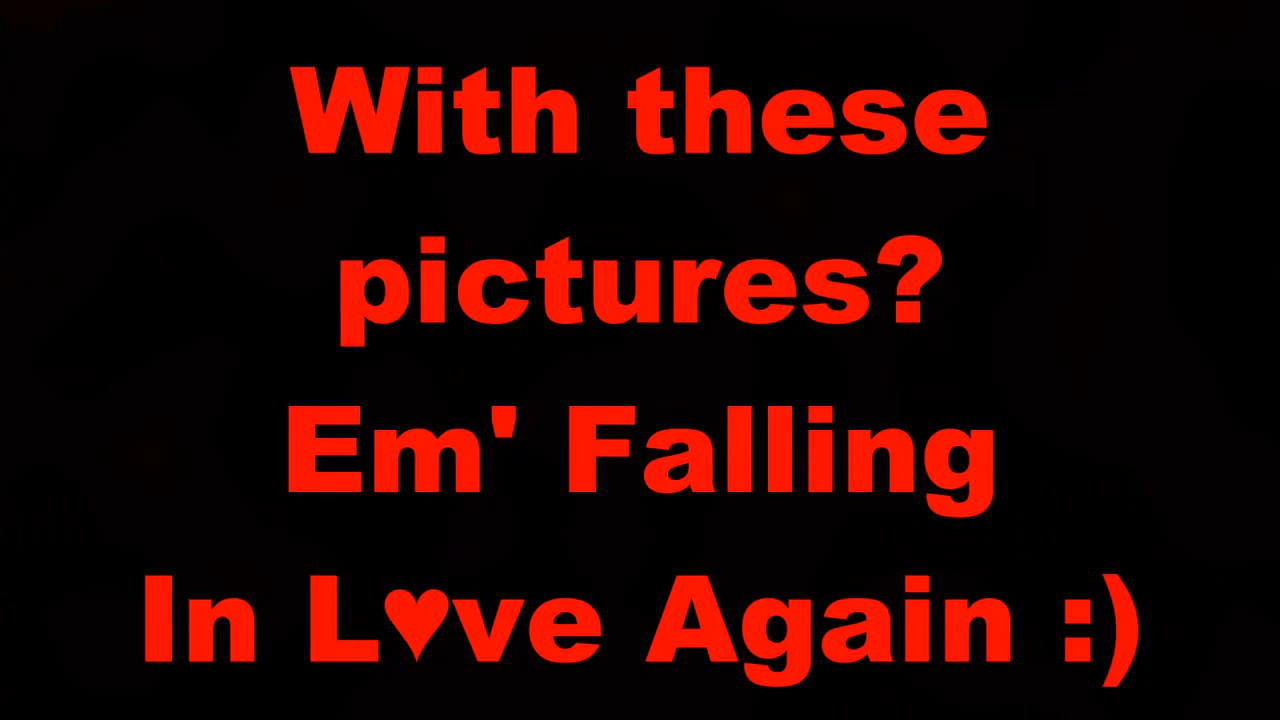 With these
pictures?
Em' Falling
In L♥ve Again :)